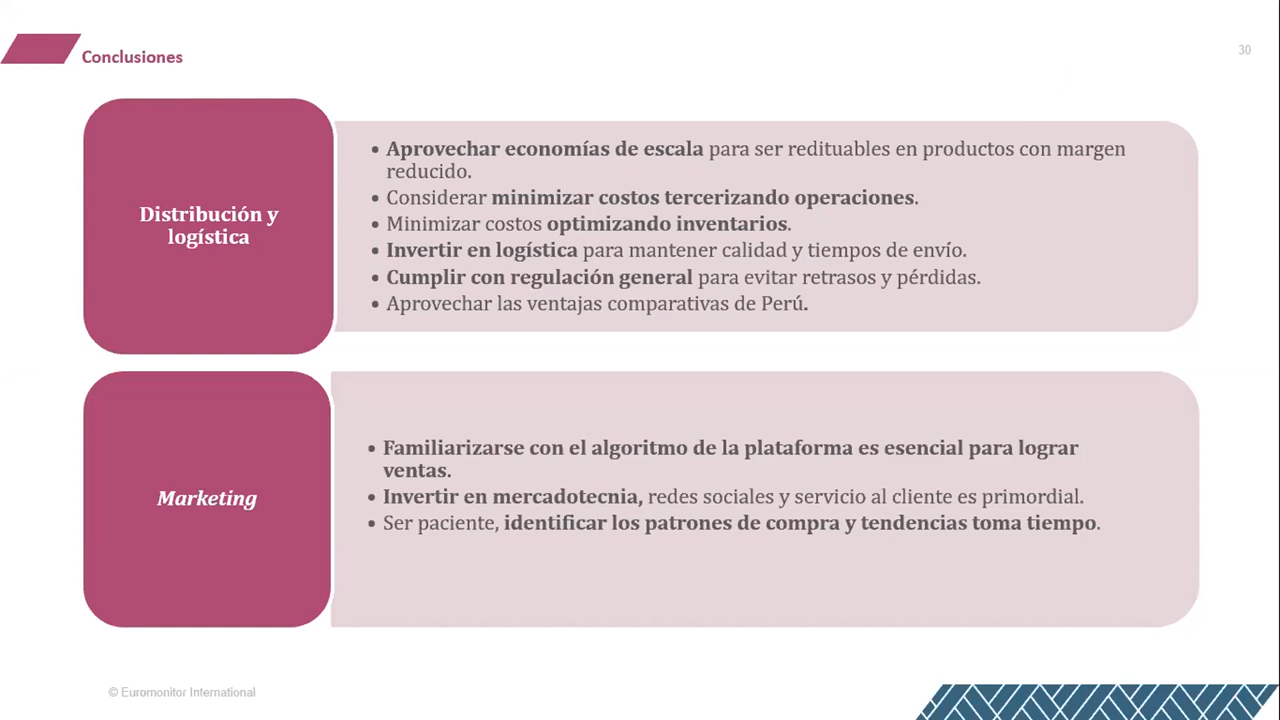 Conclusiones
30
Distribución y
logística
• Aprovechar economías de escala para ser redituables en productos con margen
reducido.
• Considerar minimizar costos tercerizando operaciones.
• Minimizar costos optimizando inventarios.
• Invertir en logística para mantener calidad y tiempos de envío.
• Cumplir con regulación general para evitar retrasos y pérdidas.
• Aprovechar las ventajas comparativas de Perú.
Marketing
• Familiarizarse con el algoritmo de la plataforma es esencial para lograr
ventas.
• Invertir en mercadotecnia, redes sociales y servicio al cliente es primordial.
• Ser paciente, identificar los patrones de compra y tendencias toma tiempo.
© Euromonitor International